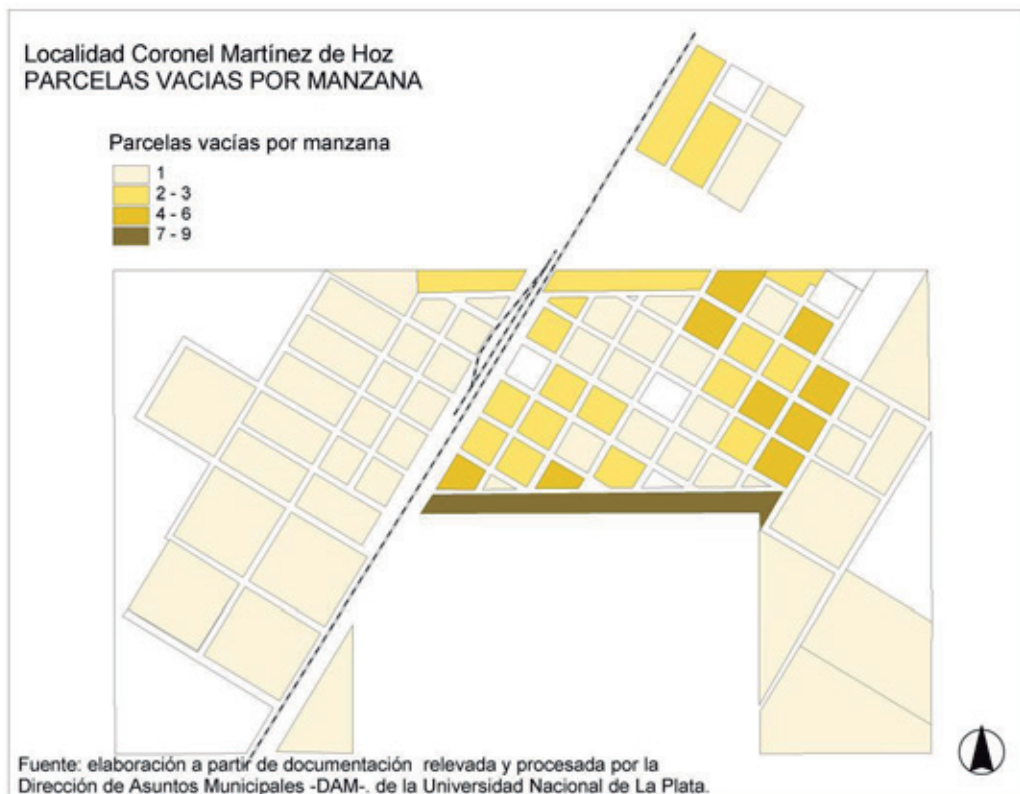 Localidad Coronel Martínez de Hoz
PARCELAS VACIAS POR MANZANA
Parcelas vacías por manzana
1
2 - 3
4 - 6
7 - 9
Fuente: elaboración a partir de documentación relevada y procesada por la
Dirección de Asuntos Municipales -DAM-. de la Universidad Nacional de La Plata.